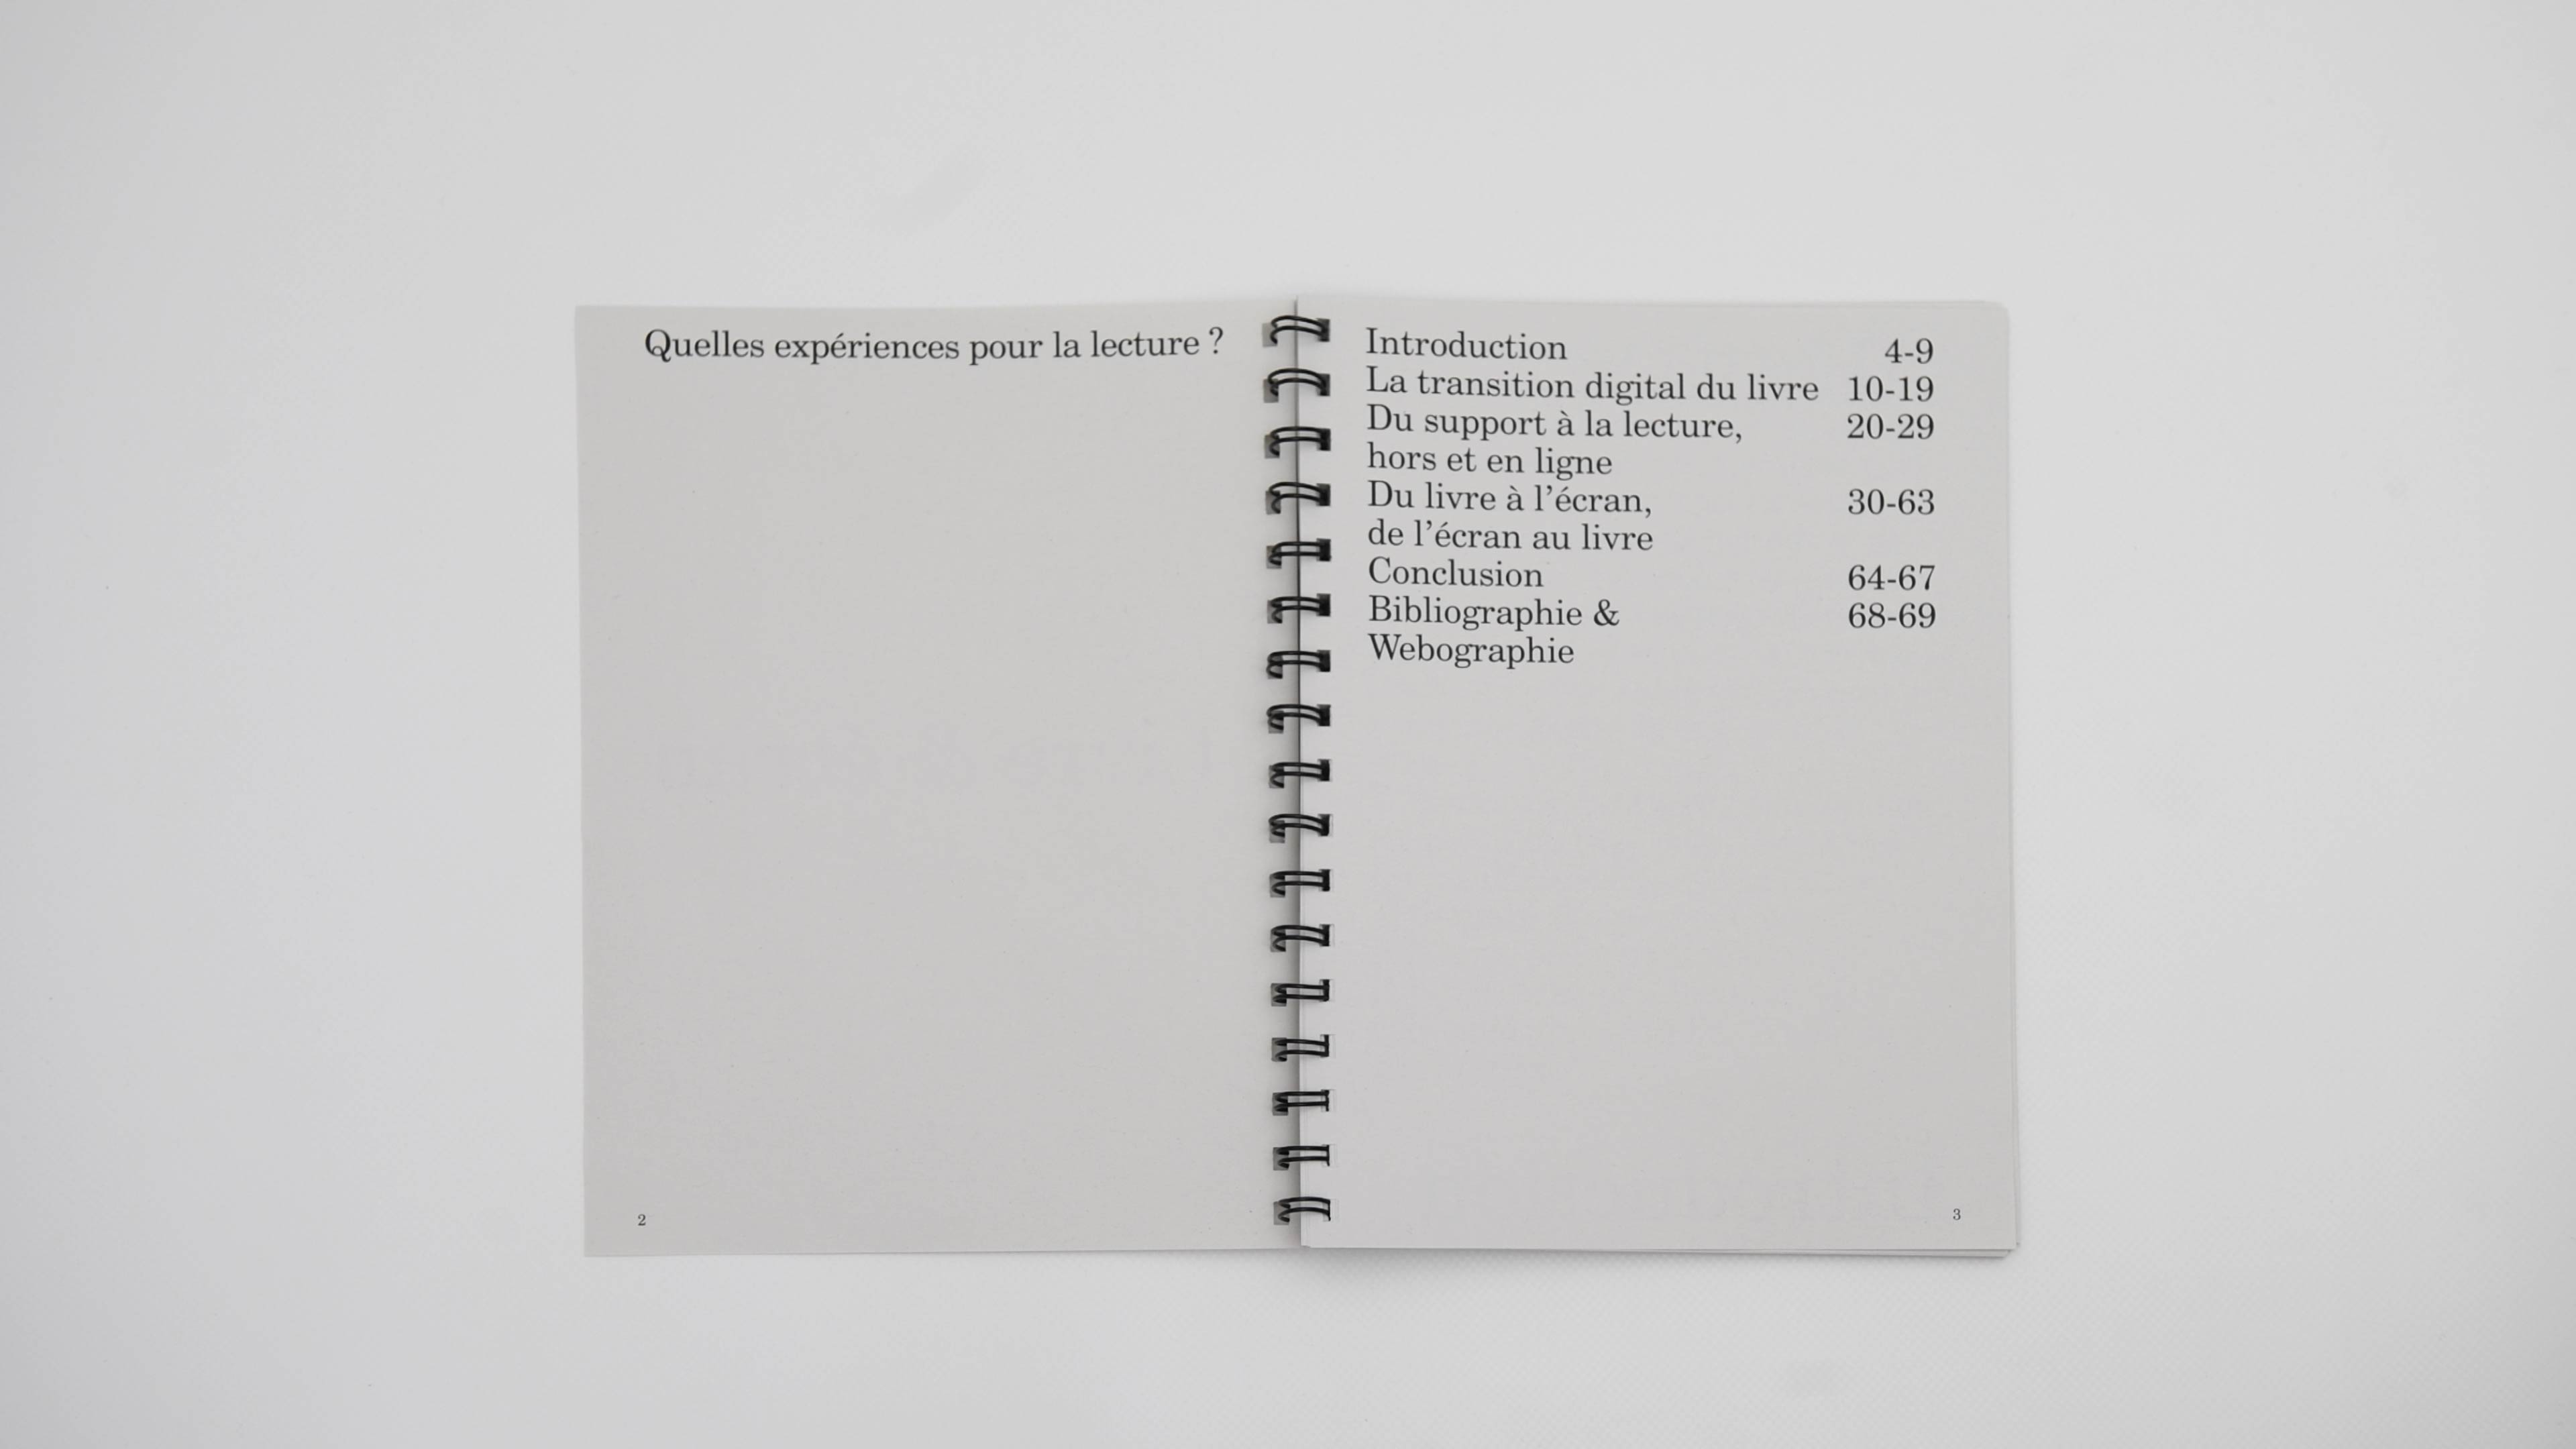 Quelles expériences pour la lecture ?
2
Introduction 4-9
La transition digital du livre 10-19
Du support à la lecture, 20-29
hors et en ligne
Du livre à l’écran, 30-63
de l’écran au livre
Conclusion 64-67
Bibliographie & 68-69
Webographie
3